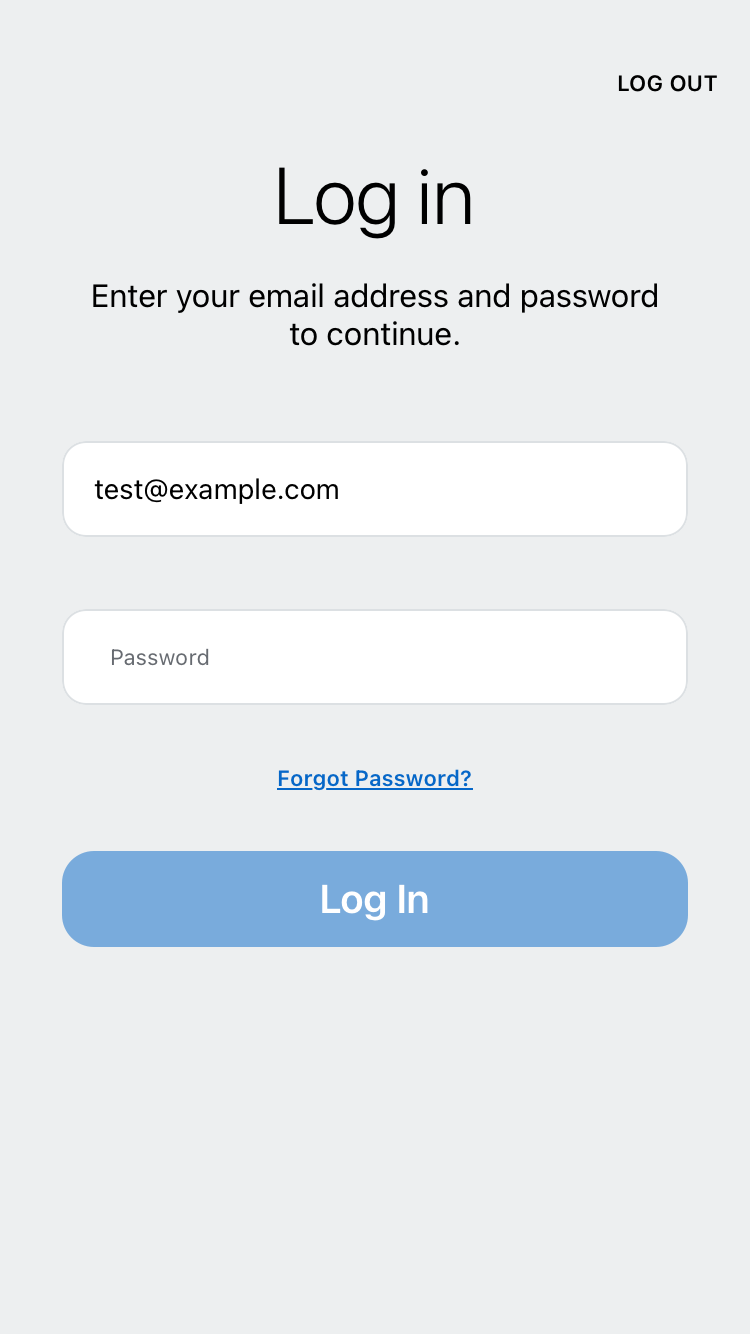 LOG OUT
Log in
Enter your email address and password
to continue.
test@example.com
Password
Forgot Password?
Log In